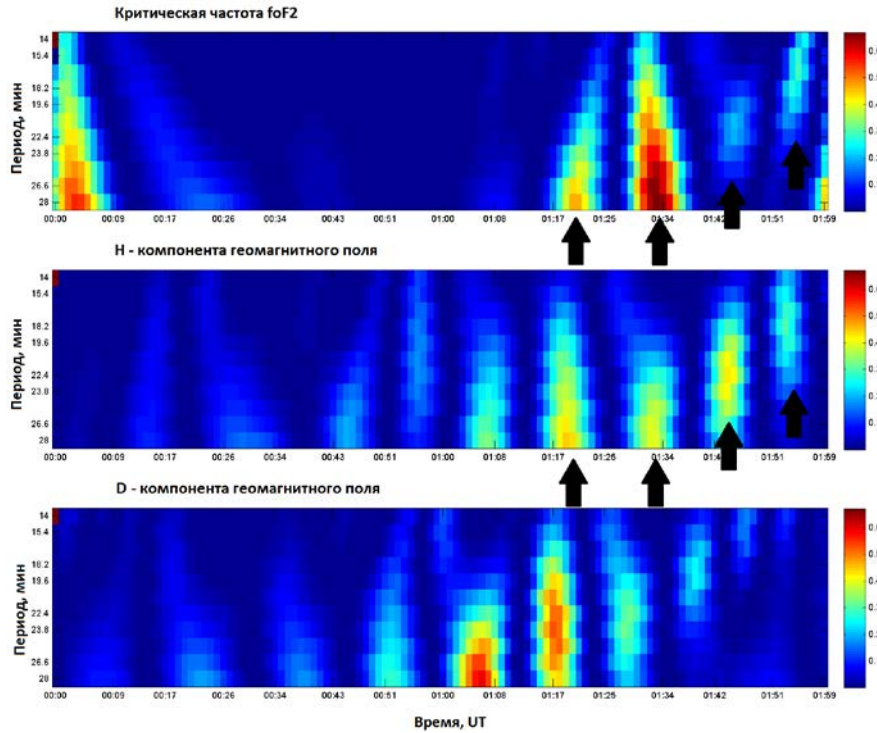 Критическая частота foF2
Период, мин
14
15.4
18.2
19.6
22.4
23.8
26.6
28
00:00 00:09 00:17 00:26 00:34 00:43 00:51 01:00 01:08 01:17 01:25 01:34 01:42 01:51 01:59
H - компонента геомагнитного поля
Период, мин
14
15.4
18.2
19.6
22.4
23.8
26.6
28
00:00 00:09 00:17 00:26 00:34 00:43 00:51 01:00 01:08 01:17 01:25 01:34 01:51 01:59
D - компонента геомагнитного поля
Период, мин
14
15.4
18.2
19.6
22.4
23.8
26.6
28
00:00 00:09 00:17 00:26 00:34 00:43 00:51 01:00 01:08 01:17 01:25 01:34 01:42 01:51 01:59
Время, UT